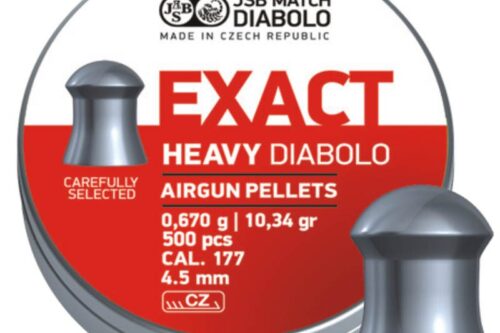 JSB
JSB MATCH
DIABOLO
MADE IN CZECH REPUBLIC
EXACT
HEAVY DIABOLO
AIRGUN PELLETS
CAREFULLY
SELECTED
0,670 g | 10,34 gr
500 pcs
CAL. 177
4.5 mm
CZ